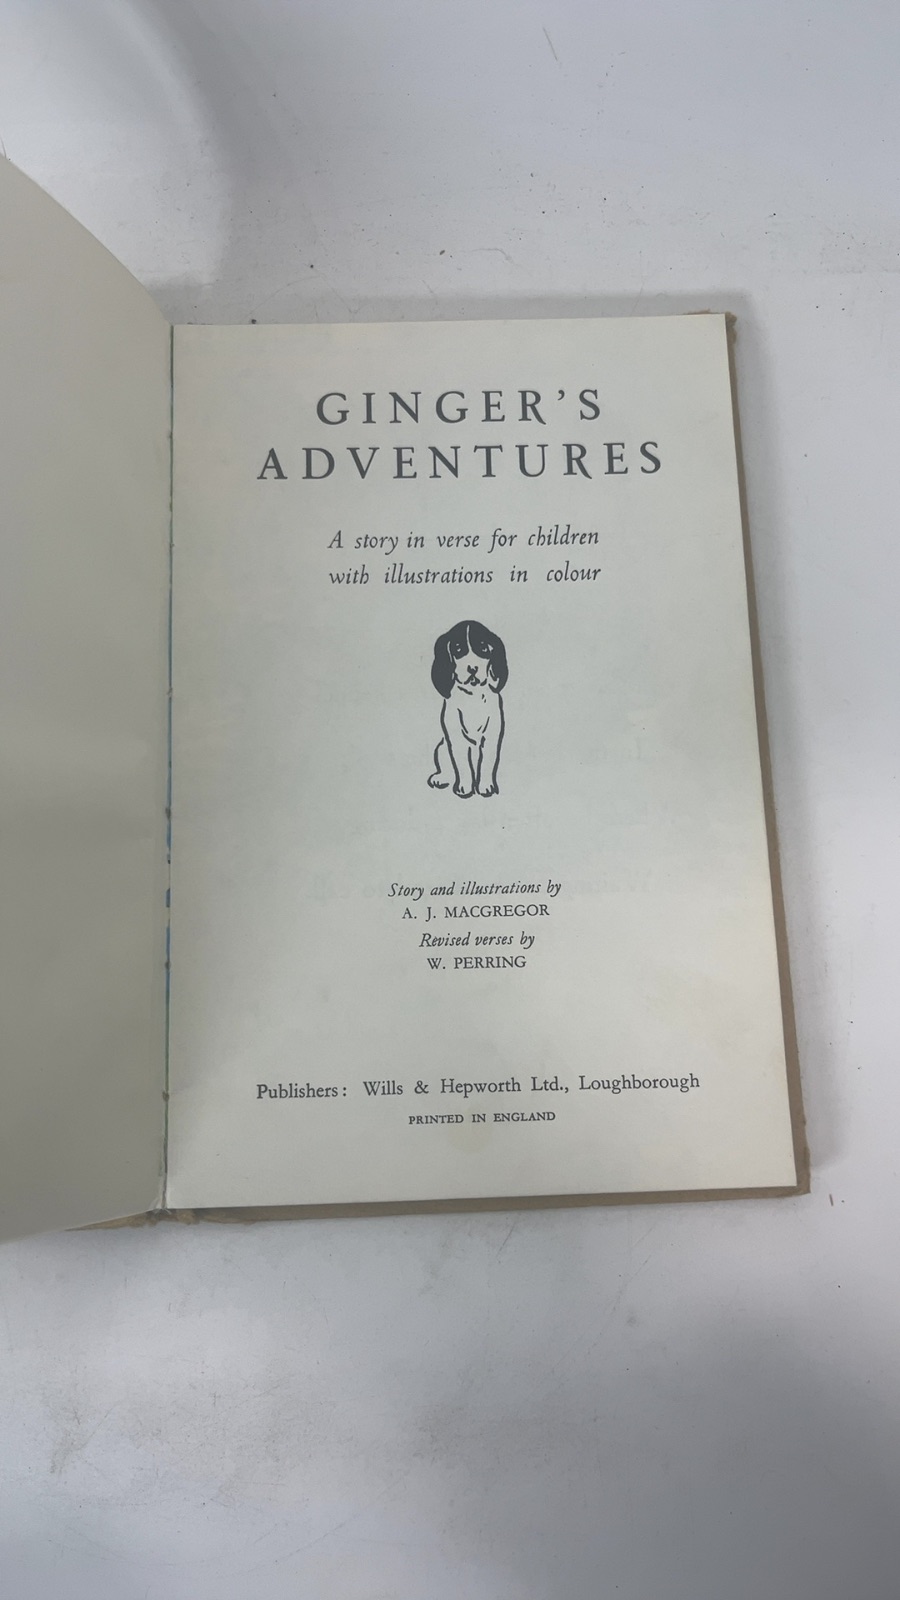 GINGER'S
ADVENTURES
A story in verse for children
with illustrations in colour
Story and illustrations by
A. J. MACGREGOR
Revised verses by
W. PERRING
Publishers: Wills & Hepworth Ltd., Loughborough
PRINTED IN ENGLAND